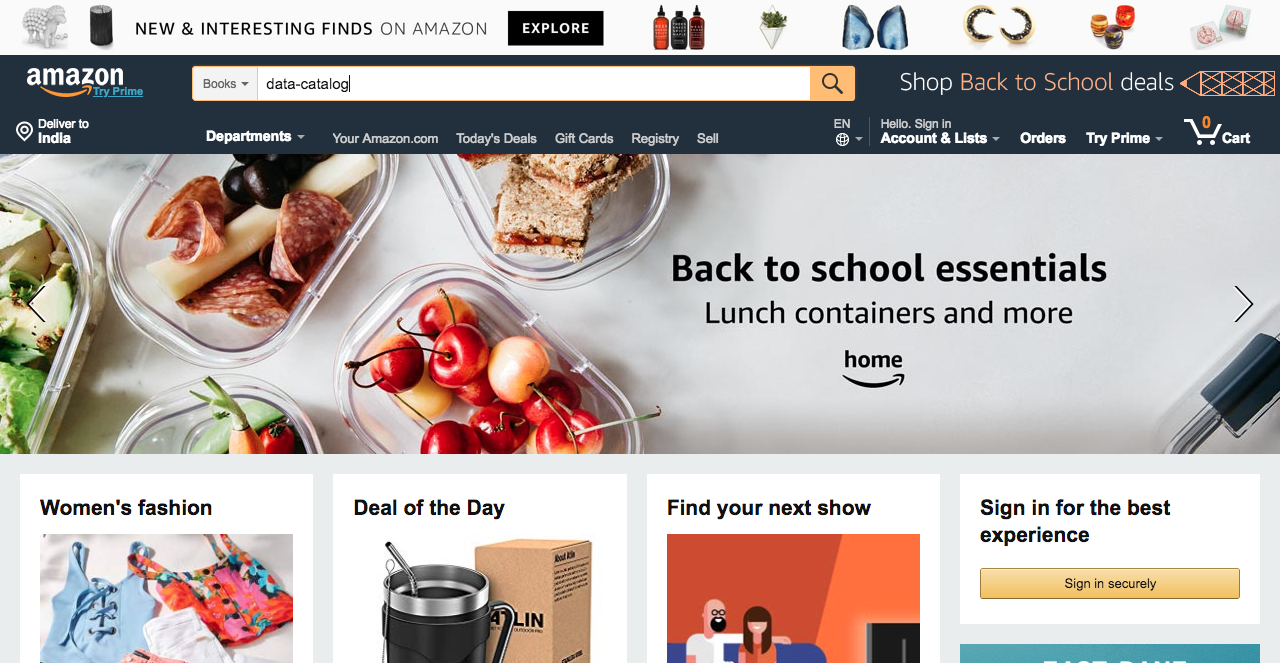 NEW & INTERESTING FINDS ON AMAZON
EXPLORE
amazon
Try Prime
Books
data-catalog
Shop Back to School deals
Deliver to
India
Departments
Your Amazon.com
Today's Deals
Gift Cards
Registry
Sell
EN
Hello. Sign in
Account & Lists
Orders
Try Prime
0
Cart
Back to school essentials
Lunch containers and more
home
Women's fashion
Deal of the Day
Find your next show
Sign in for the best
experience
Sign in securely